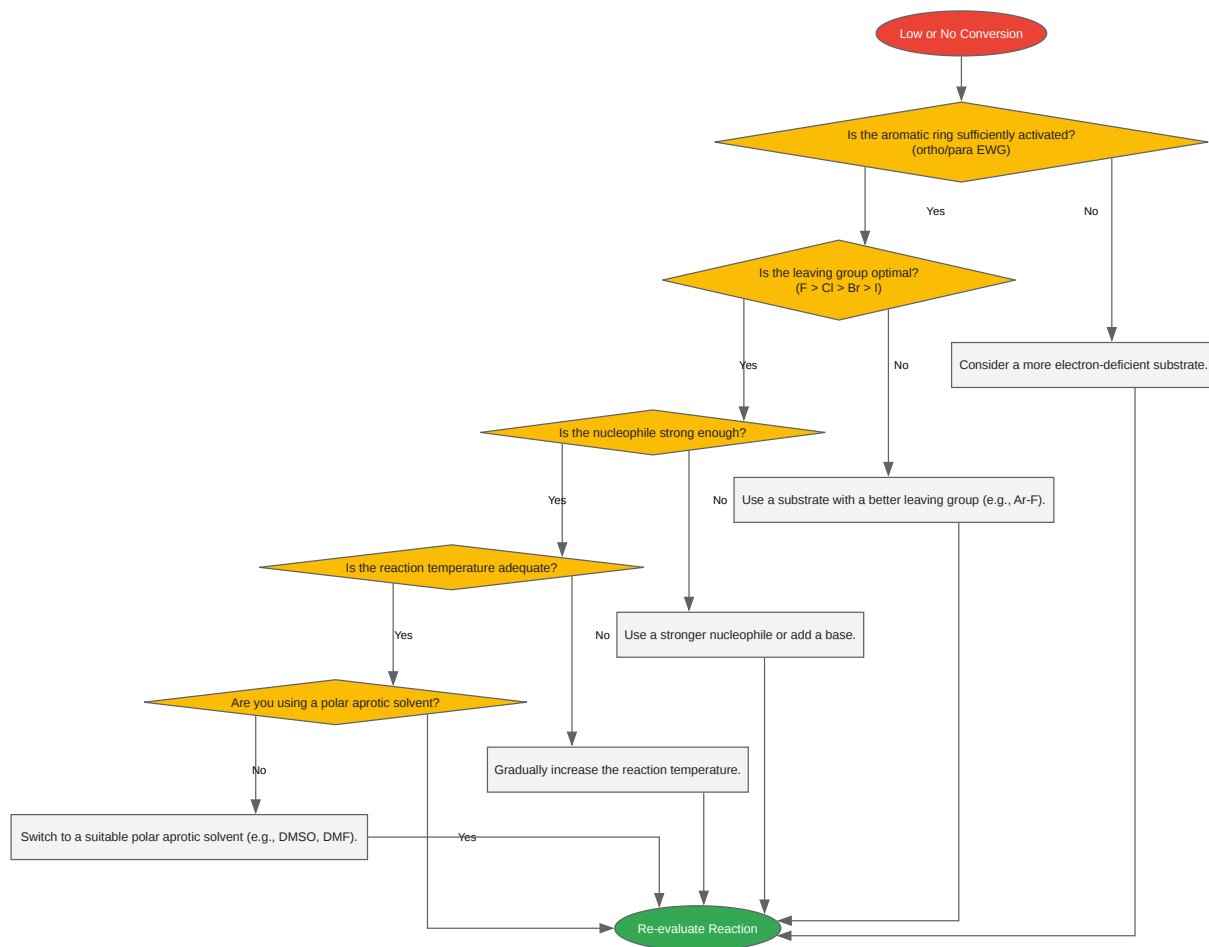 Low or No Conversion
Is the aromatic ring sufficiently activated?
(ortho/para EWG)
Yes
No
Is the leaving group optimal?
(F > Cl > Br > I)
Yes
No
Consider a more electron-deficient substrate.
Is the nucleophile strong enough?
Yes
No
Use a substrate with a better leaving group (e.g., Ar-F).
Is the reaction temperature adequate?
Yes
No
Use a stronger nucleophile or add a base.
Are you using a polar aprotic solvent?
No
Gradually increase the reaction temperature.
Switch to a suitable polar aprotic solvent (e.g., DMSO, DMF).
Yes
Re-evaluate Reaction